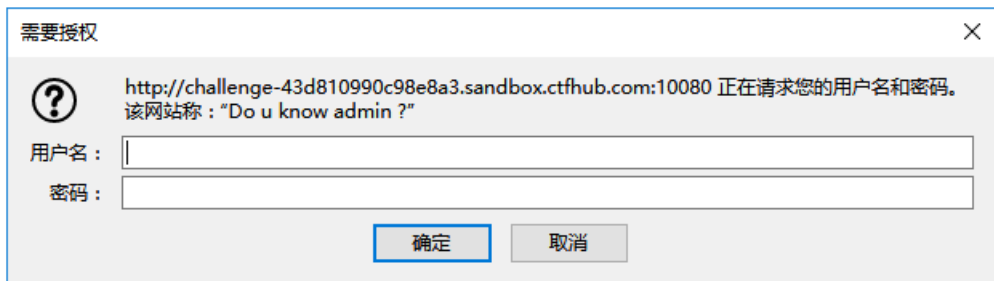 需要授权
http://challenge-43d810990c98e8a3.sandbox.ctfhub.com:10080 正在请求您的用户名和密码。
该网站称：“Do u know admin ?”
用户名：
密码：
确定
取消